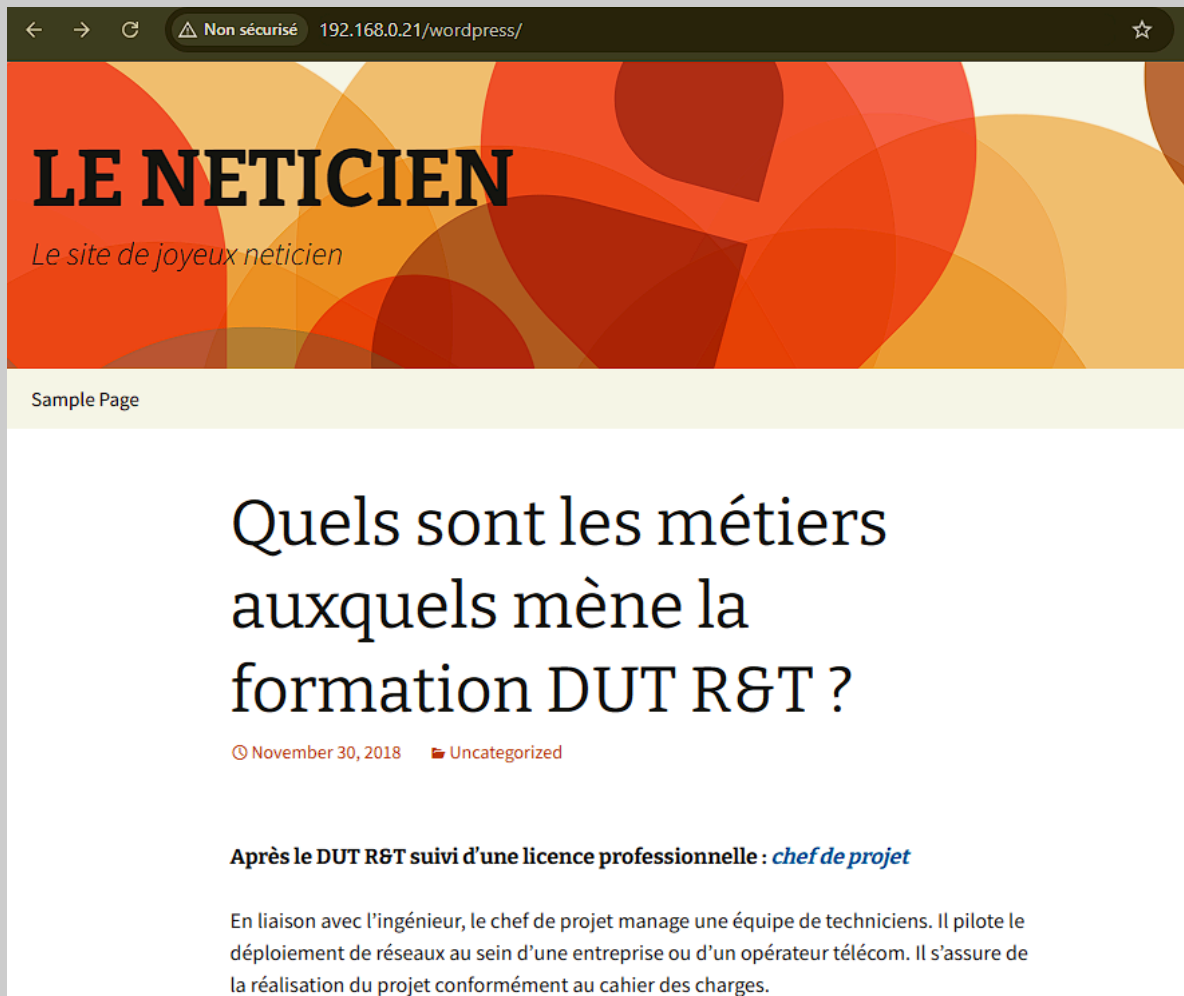 Non sécurisé 192.168.0.21/wordpress/
LE NETICIEN
Le site de joyeux neticien
Sample Page
Quels sont les métiers
auxquels mène la
formation DUT R&T ?
November 30, 2018 Uncategorized
Après le DUT R&T suivi d’une licence professionnelle : chef de projet
En liaison avec l’ingénieur, le chef de projet manage une équipe de techniciens. Il pilote le
déploiement de réseaux au sein d’une entreprise ou d’un opérateur télécom. Il s’assure de
la réalisation du projet conformément au cahier des charges.